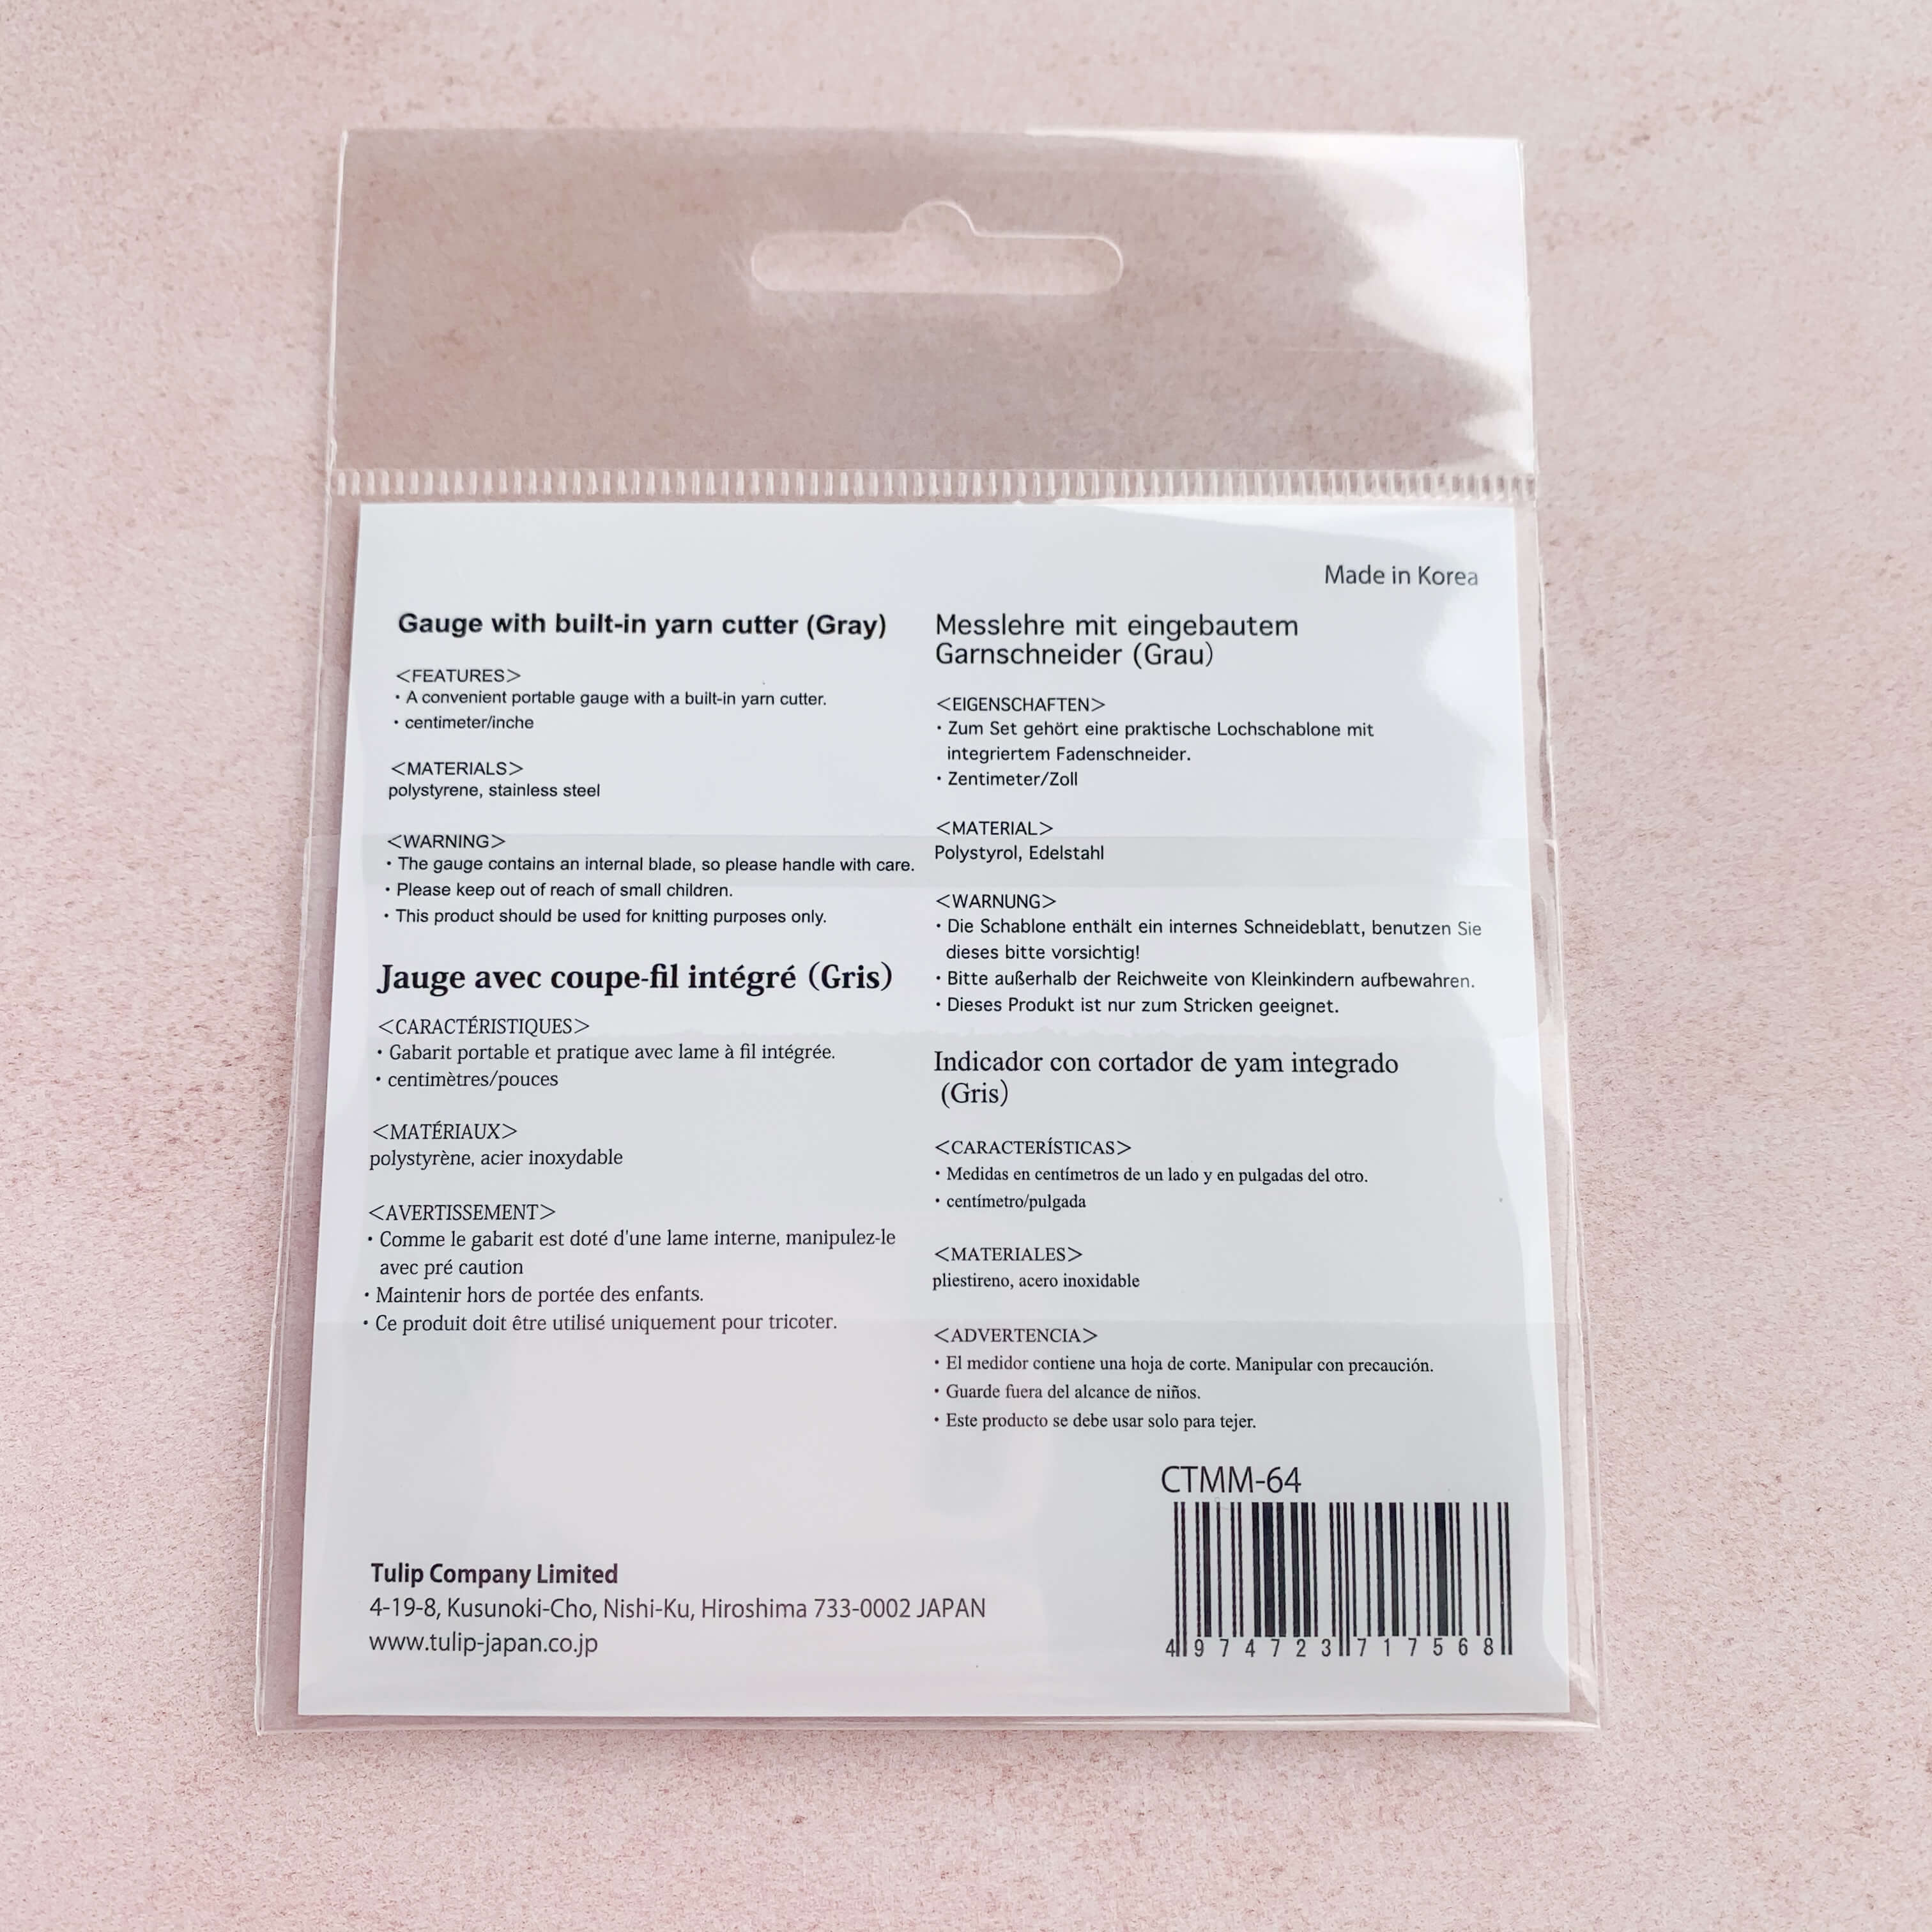 Made in Korea
Gauge with built-in yarn cutter (Gray)
<FEATURES>
・A convenient portable gauge with a built-in yarn cutter.
・centimeter/inche
<MATERIALS>
polystyrene, stainless steel
<WARNING>
・The gauge contains an internal blade, so please handle with care.
・Please keep out of reach of small children.
・This product should be used for knitting purposes only.
Jauge avec coupe-fil intégré (Gris)
<CARACTÉRISTIQUES>
・Gabarit portable et pratique avec lame à fil intégrée.
・centimètres/pouces
<MATÉRIAUX>
polystyrène, acier inoxydable
<AVERTISSEMENT>
・Comme le gabarit est doté d'une lame interne, manipulez-le
avec pré caution
・Maintenir hors de portée des enfants.
・Ce produit doit être utilisé uniquement pour tricoter.
Messlehre mit eingebautem
Garnschneider (Grau)
<EIGENSCHAFTEN>
・Zum Set gehört eine praktische Lochschablone mit
integriertem Fadenschneider.
・Zentimeter/Zoll
<MATERIAL>
Polystyrol, Edelstahl
<WARNUNG>
・Die Schablone enthält ein internes Schneideblatt, benutzen Sie
dieses bitte vorsichtig!
・Bitte außerhalb der Reichweite von Kleinkindern aufbewahren.
・Dieses Produkt ist nur zum Stricken geeignet.
Indicador con cortador de yam integrado
(Gris)
<CARACTERÍSTICAS>
・Medidas en centímetros de un lado y en pulgadas del otro.
・centímetro/pulgada
<MATERIALES>
pliestireno, acero inoxidable
<ADVERTENCIA>
・El medidor contiene una hoja de corte. Manipular con precaución.
・Guarde fuera del alcance de niños.
・Este producto se debe usar solo para tejer.
CTMM-64
4 974723 717568
Tulip Company Limited
4-19-8, Kusunoki-Cho, Nishi-Ku, Hiroshima 733-0002 JAPAN
www.tulip-japan.co.jp